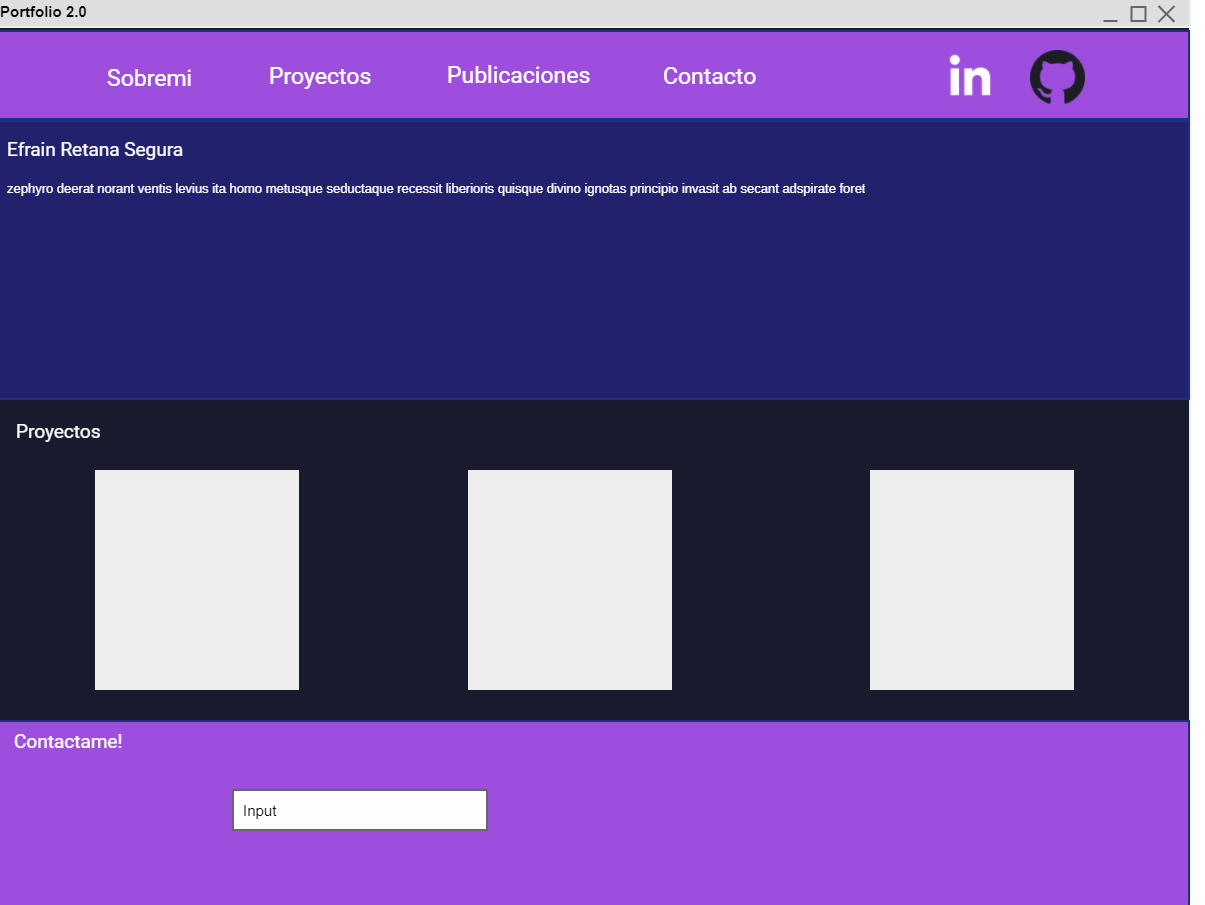 Portfolio 2.0
Sobremi Proyectos Publicaciones Contacto in
Efrain Retana Segura
zephyro deerat norant ventis levius ita homo metusque seductaque recessit liberioris quisque divino ignotas principio invasit ab secant adspirate foret
Proyectos
Contactame!
Input